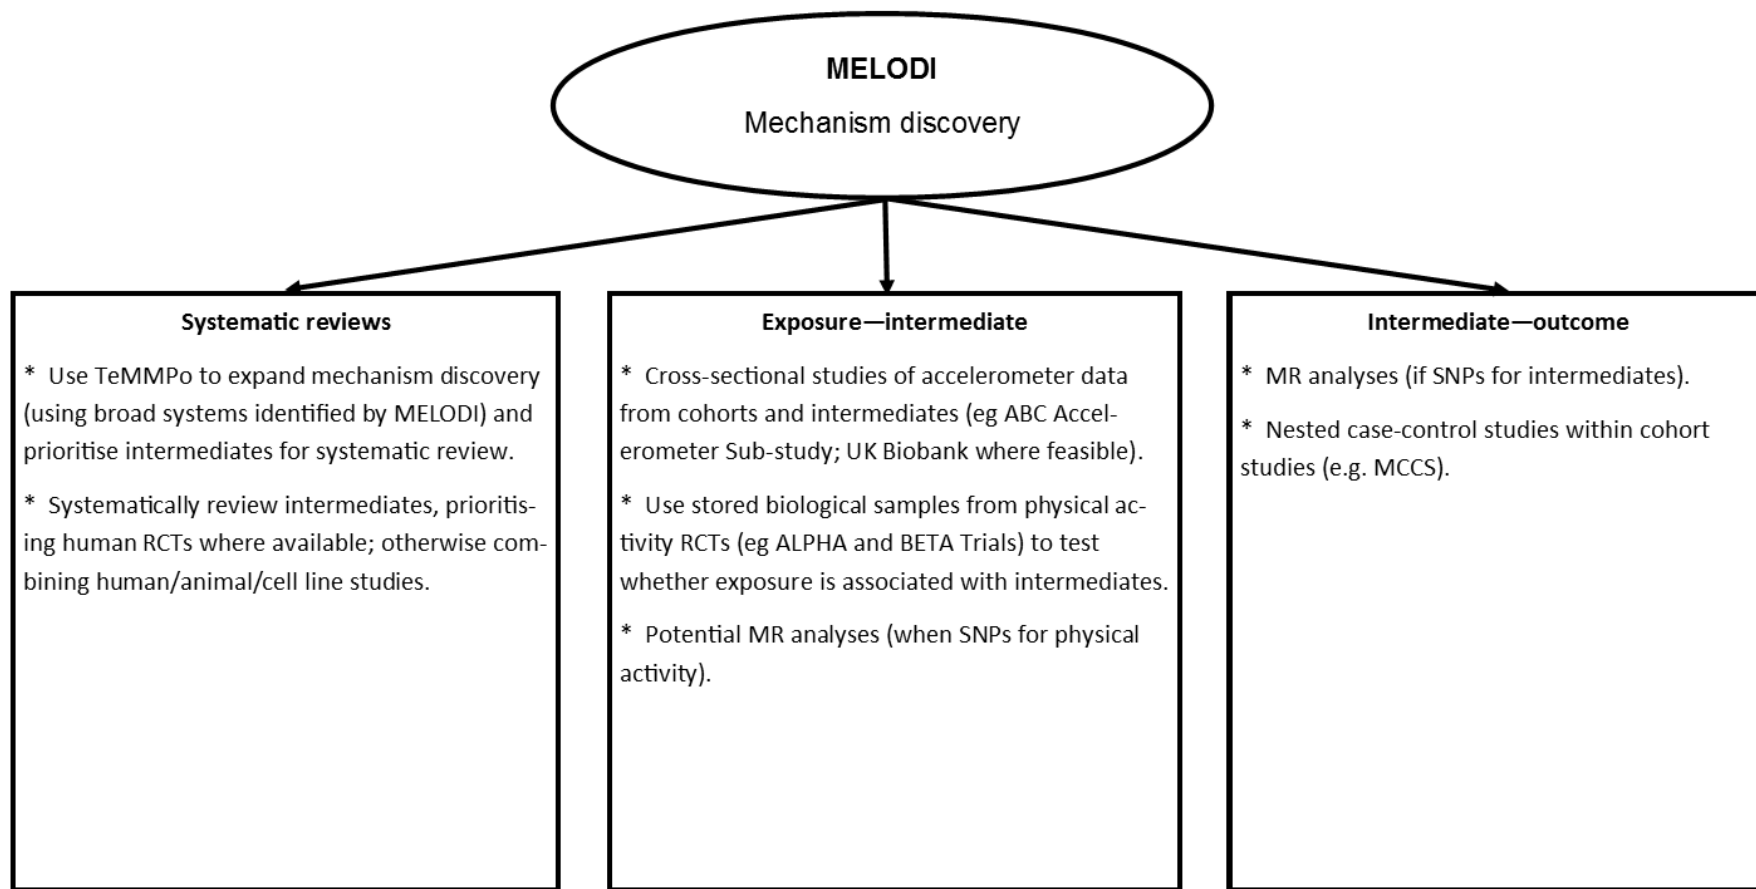 MELODI
Mechanism discovery
Systematic reviews
* Use TeMMPo to expand mechanism discovery
(using broad systems identified by MELODI) and
prioritise intermediates for systematic review.
* Systematically review intermediates, prioritis-
ing human RCTs where available; otherwise com-
bining human/animal/cell line studies.
Exposure—intermediate
* Cross-sectional studies of accelerometer data
from cohorts and intermediates (eg ABC Accel-
erometer Sub-study; UK Biobank where feasible).
* Use stored biological samples from physical ac-
tivity RCTs (eg ALPHA and BETA Trials) to test
whether exposure is associated with intermediates.
* Potential MR analyses (when SNPs for physical
activity).
Intermediate—outcome
* MR analyses (if SNPs for intermediates).
* Nested case-control studies within cohort
studies (e.g. MCCS).